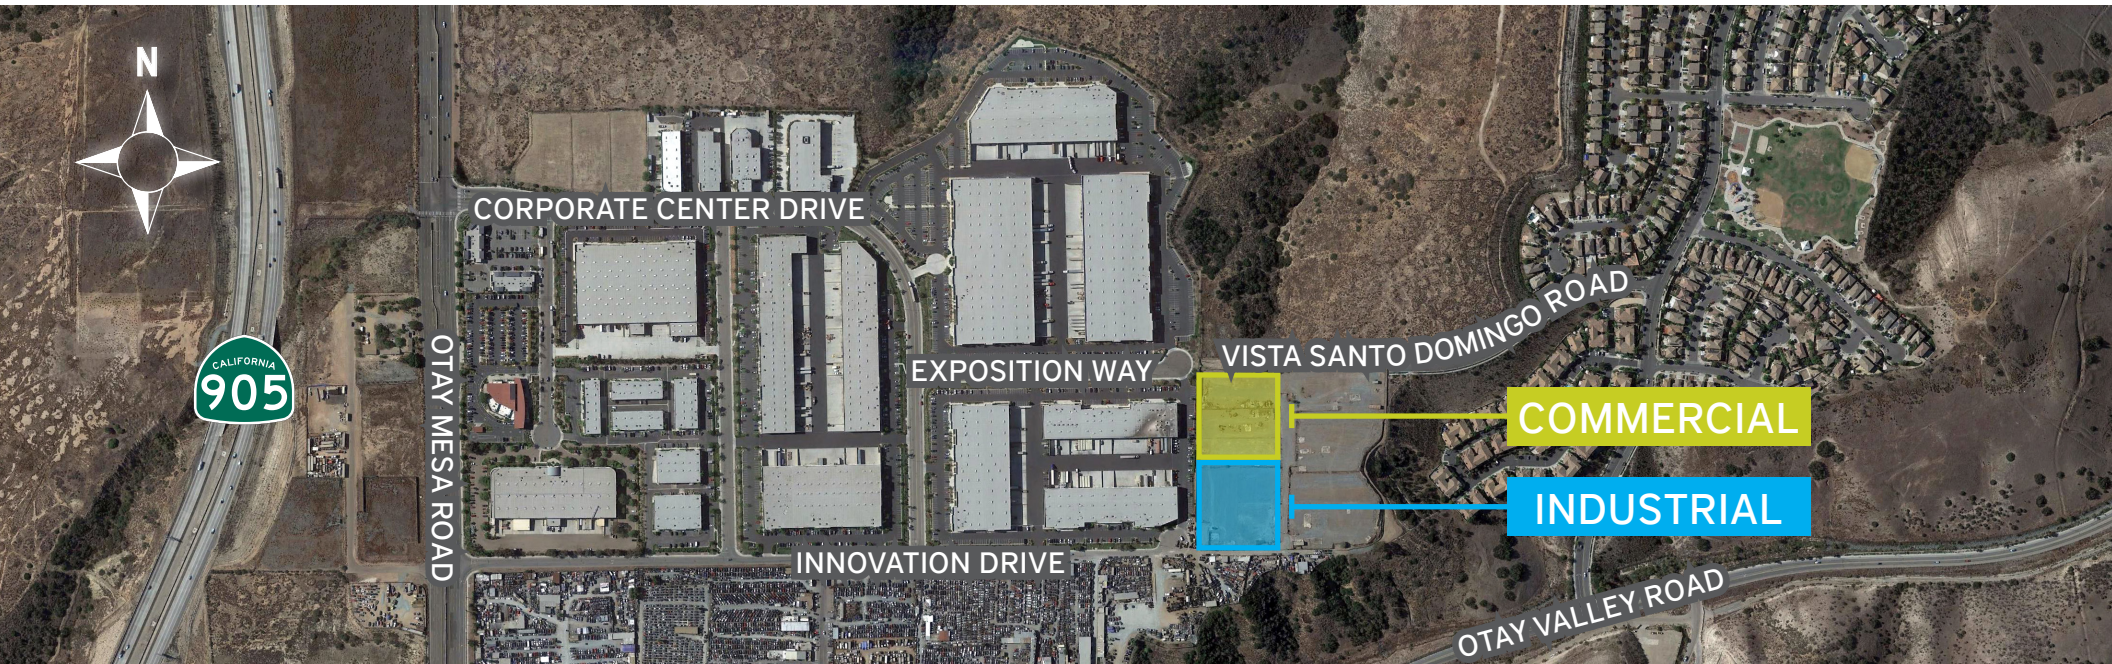 N
CORPORATE CENTER DRIVE
CALIFORNIA
905
OTAY MESA ROAD
EXPOSITION WAY
VISTA SANTO DOMINGO ROAD
COMMERCIAL
INDUSTRIAL
INNOVATION DRIVE
OTAY VALLEY ROAD